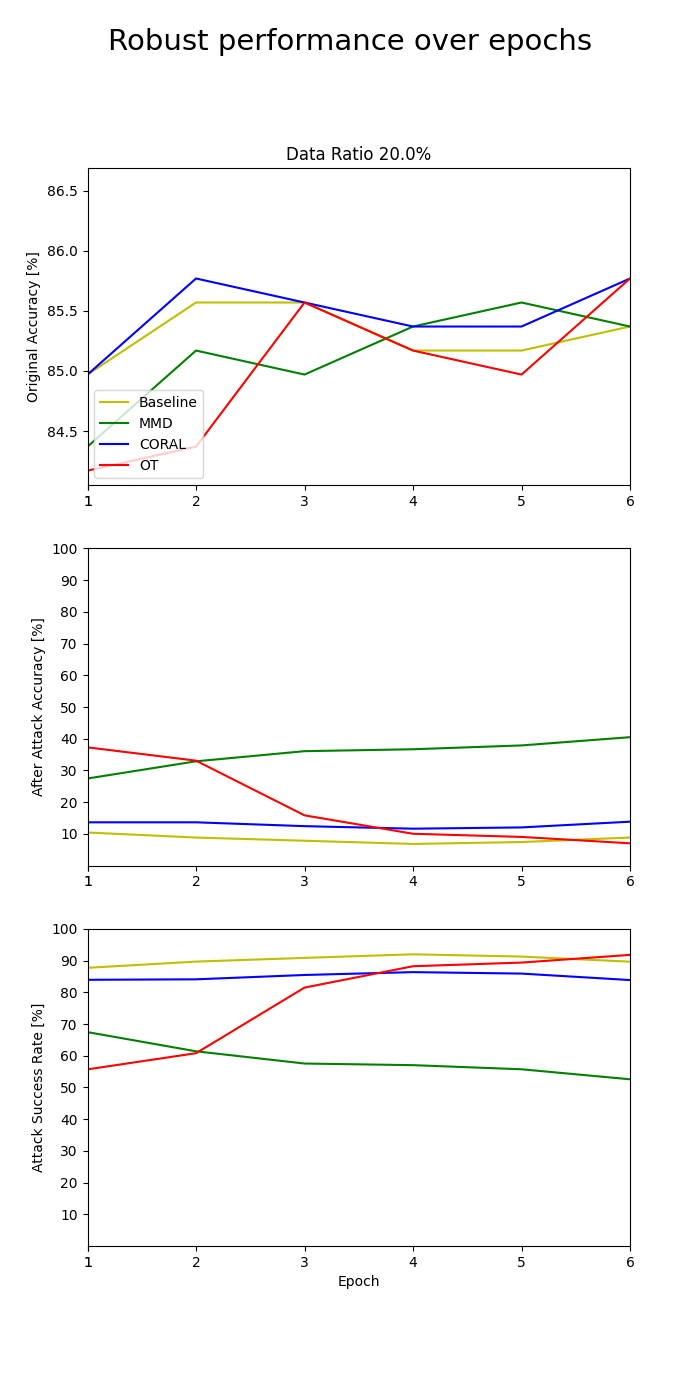 Robust performance over epochs
Data Ratio 20.0%
Original Accuracy [%]
86.5
86.0
85.5
85.0
84.5
Baseline
MMD
CORAL
OT
1 2 3 4 5 6
After Attack Accuracy [%]
100
90
80
70
60
50
40
30
20
10
1 2 3 4 5 6
Attack Success Rate [%]
100
90
80
70
60
50
40
30
20
10
1 2 3 4 5 6
Epoch